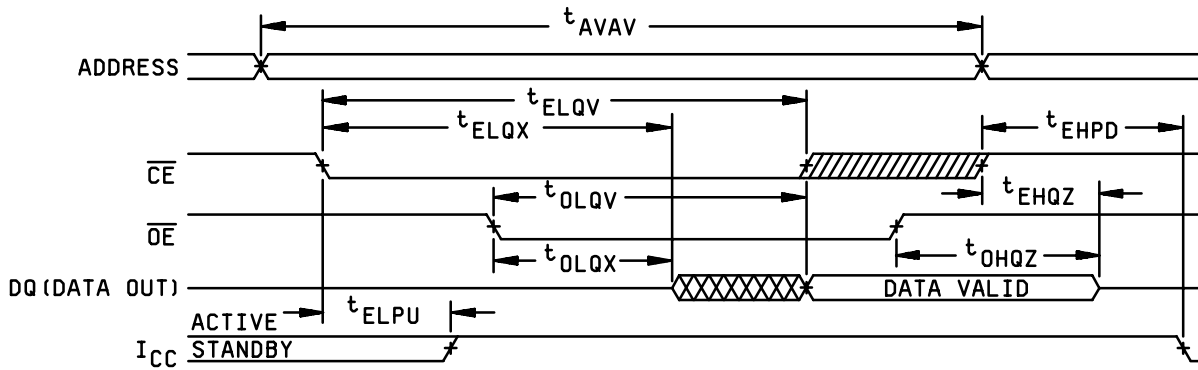 tAVAV
ADDRESS
tELQV
tELQX
tEHPD
CE
tOLQV
tEHQZ
OE
tOLQX
tOHQZ
DQ(DATA OUT)
DATA VALID
tELPU
ACTIVE
ICC
STANDBY